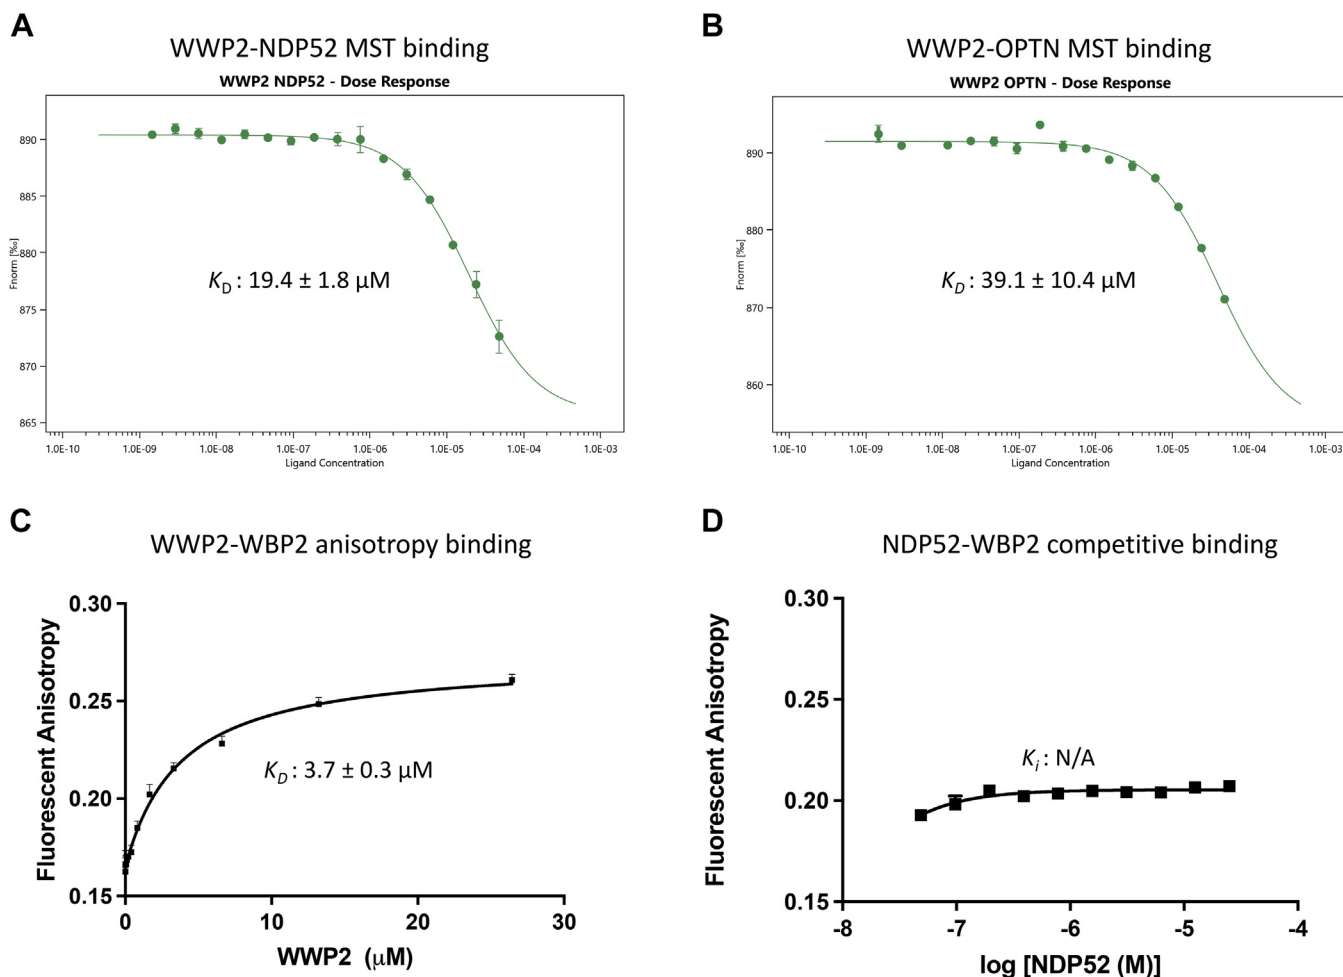 A
WWP2-NDP52 MST binding
WWP2 NDP52 - Dose Response
890
885
880
875
870
865
Fnorm [‰]
K_D : 19.4 ± 1.8 µM
1.0E-10 1.0E-09 1.0E-08 1.0E-07 1.0E-06 1.0E-05 1.0E-04 1.0E-03
Ligand Concentration
B
WWP2-OPTN MST binding
WWP2 OPTN - Dose Response
890
880
870
860
Fnorm [‰]
K_D : 39.1 ± 10.4 µM
1.0E-10 1.0E-09 1.0E-08 1.0E-07 1.0E-06 1.0E-05 1.0E-04 1.0E-03
Ligand Concentration
C
WWP2-WBP2 anisotropy binding
0.30
0.25
0.20
0.15
Fluorescent Anisotropy
K_D : 3.7 ± 0.3 µM
0 10 20 30
WWP2 (µM)
D
NDP52-WBP2 competitive binding
0.30
0.25
0.20
0.15
Fluorescent Anisotropy
K_i : N/A
-8 -7 -6 -5 -4
log [NDP52 (M)]